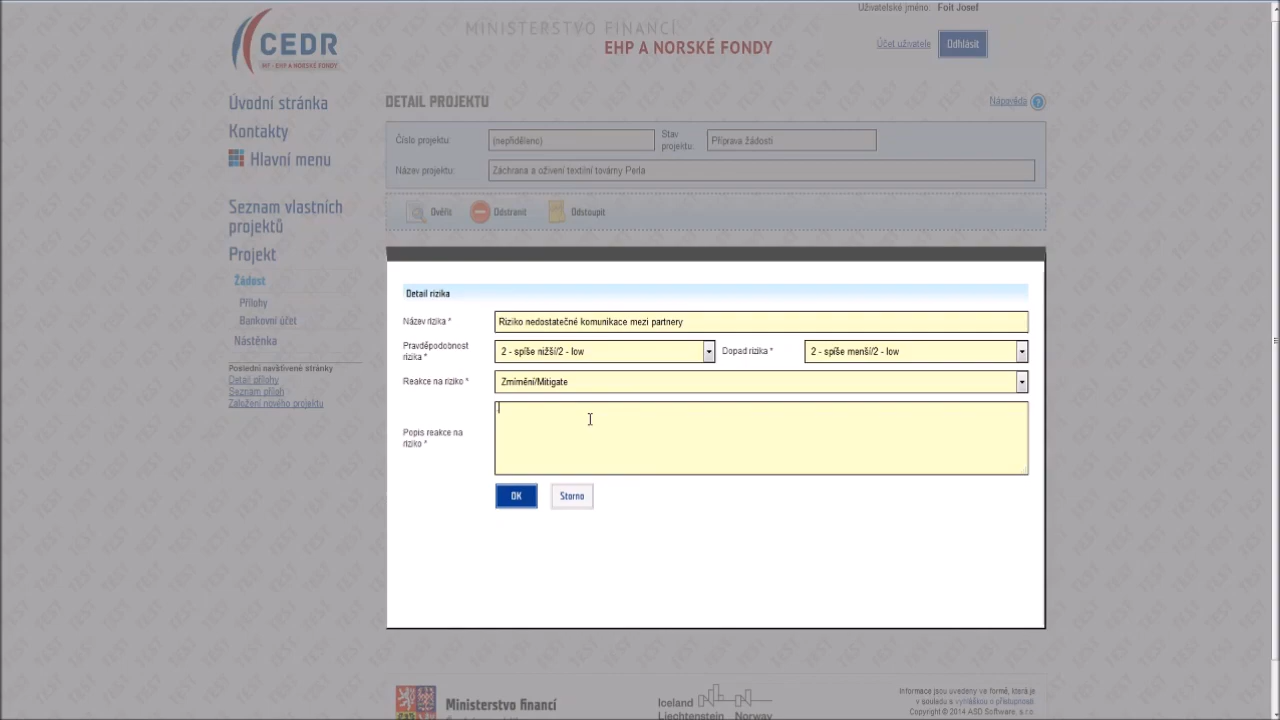 Uživatelské jméno: Foit Josef
MINISTERSTVO FINANCÍ
EHP A NORSKÉ FONDY
CEDR
MF - EHP A NORSKÉ FONDY
Účet uživatele
Odhlásit
Úvodní stránka
Kontakty
Hlavní menu
Seznam vlastních
projektů
Projekt
Žádost
Přílohy
Bankovní účet
Nástěnka
Poslední navštívené stránky
Detail přílohy
Seznam příloh
Založení nového projektu
DETAIL PROJEKTU
Nápověda ?
Číslo projektu: (nepřiděleno) Stav projektu: Příprava žádosti
Název projektu: Záchrana a oživení textilní továrny Perla
Ověřit Odstranit Odstoupit
Detail rizika
Název rizika * Riziko nedostatečné komunikace mezi partnery
Pravděpodobnost rizika * 2 - spíše nižší/2 - low Dopad rizika * 2 - spíše menší/2 - low
Reakce na riziko * Zmírnění/Mitigate
Popis reakce na
riziko *
OK Storno
Ministerstvo financí
Iceland
Liechtenstein Norway
Informace jsou uvedeny ve formě, která je
v souladu s vyhláškou o přístupnosti.
Copyright © 2014 ASD Software, s.r.o.